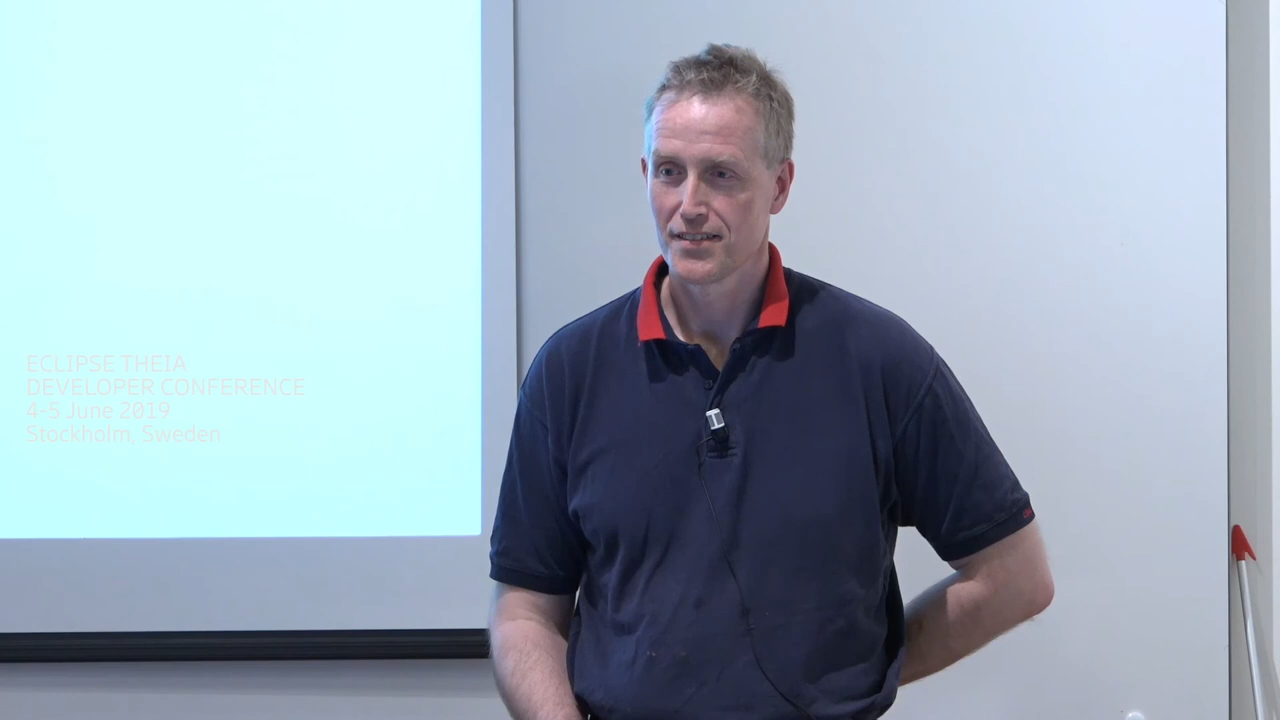 ECLIPSE THEIA
DEVELOPER CONFERENCE
4-5 June 2019
Stockholm, Sweden